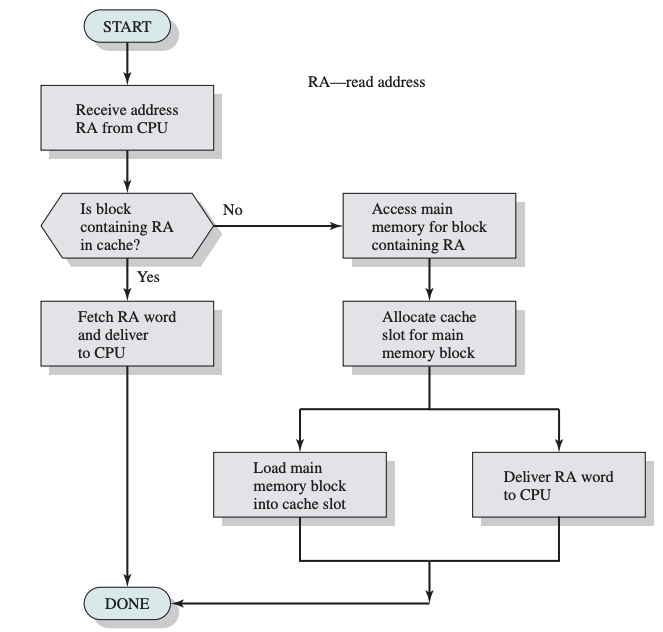 START
RA—read address
Receive address
RA from CPU
Is block
containing RA
in cache?
No
Access main
memory for block
containing RA
Yes
Fetch RA word
and deliver
to CPU
Allocate cache
slot for main
memory block
Load main
memory block
into cache slot
Deliver RA word
to CPU
DONE